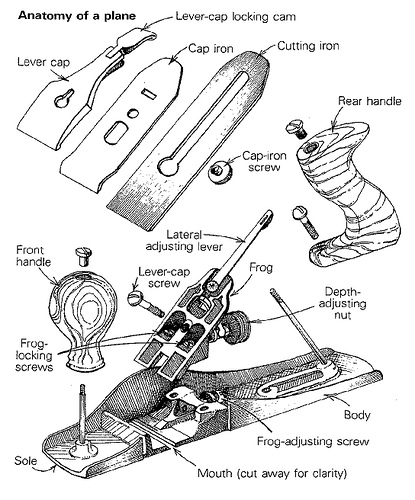 Anatomy of a plane
Lever-cap locking cam
Cap iron
Cutting iron
Lever cap
Rear handle
Cap-iron
screw
Lateral
adjusting lever
Front
handle
Lever-cap
screw
Frog
Depth-
adjusting
nut
Frog-
locking
screws
Body
Frog-adjusting screw
Sole
Mouth (cut away for clarity)